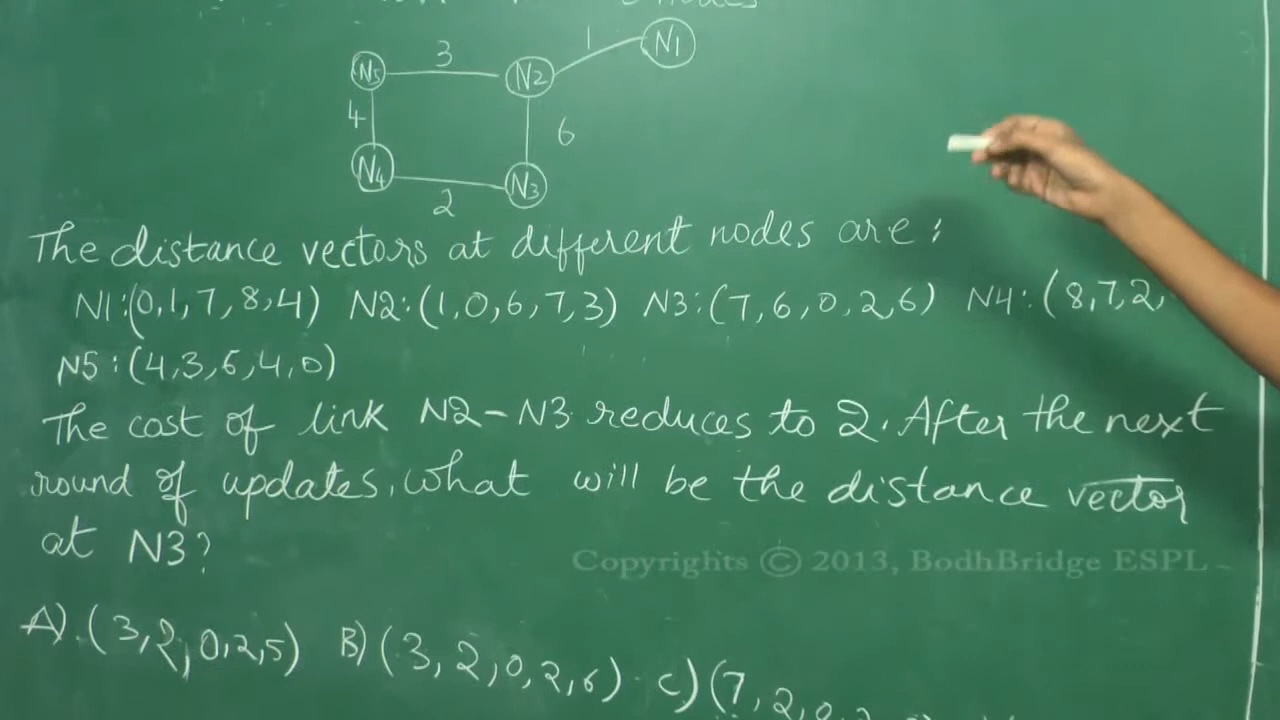 nodes
3
1
N1
N5
N2
4
6
N4
N3
2
The distance vectors at different nodes are:
N1:(0,1,7,8,4) N2:(1,0,6,7,3) N3:(7,6,0,2,6) N4:(8,7,2,
N5:(4,3,6,4,0)
The cost of link N2-N3 reduces to 2. After the next
round of updates, what will be the distance vector
at N3?
Copyrights © 2013, BodhBridge ESPL
A).(3,2,0,2,5) B)(3,2,0,2,6). C)(7,2,0,2